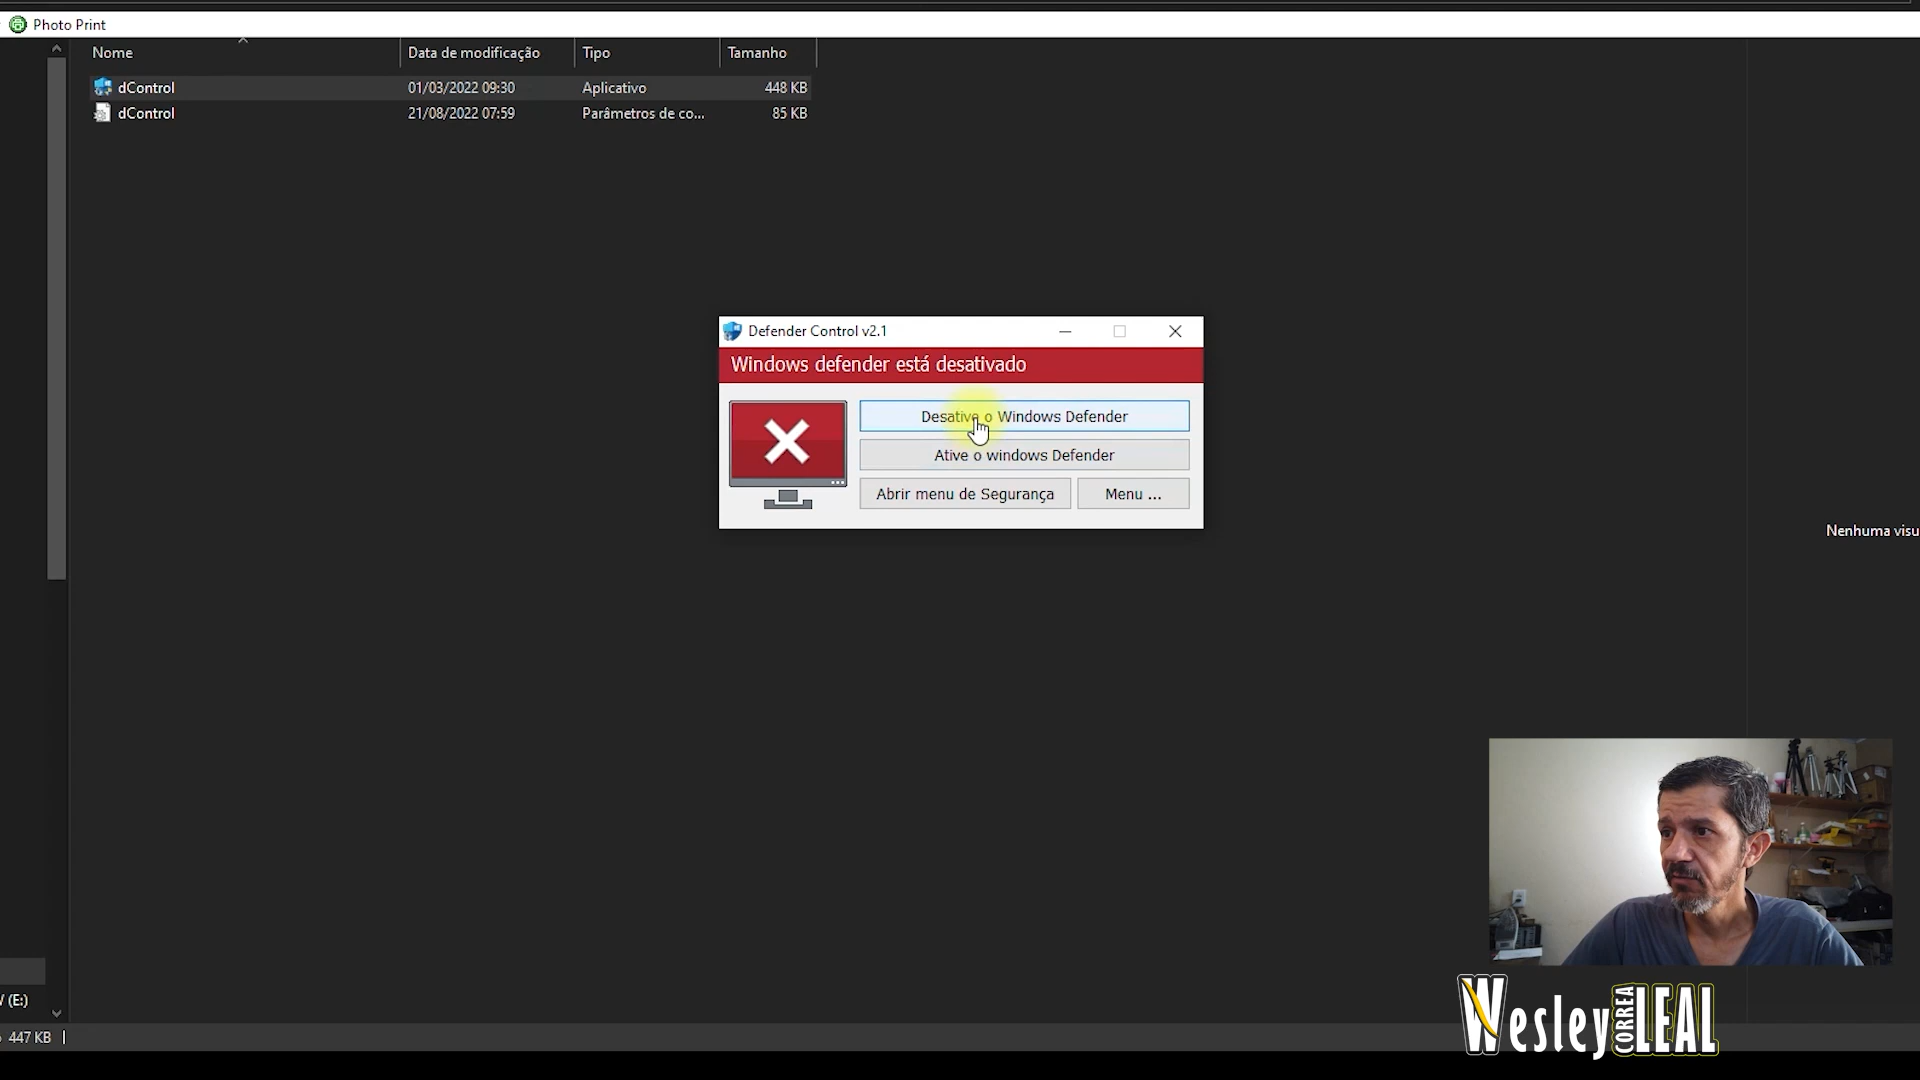 Photo Print
Nome
Data de modificação
Tipo
Tamanho
dControl
01/03/2022 09:30
Aplicativo
448 KB
dControl
21/08/2022 07:59
Parâmetros de co...
85 KB
Defender Control v2.1
Windows defender está desativado
Desative o Windows Defender
Ative o windows Defender
Abrir menu de Segurança
Menu ...
Nenhuma visu
(E:)
447 KB
Wesley CORREA LEAL